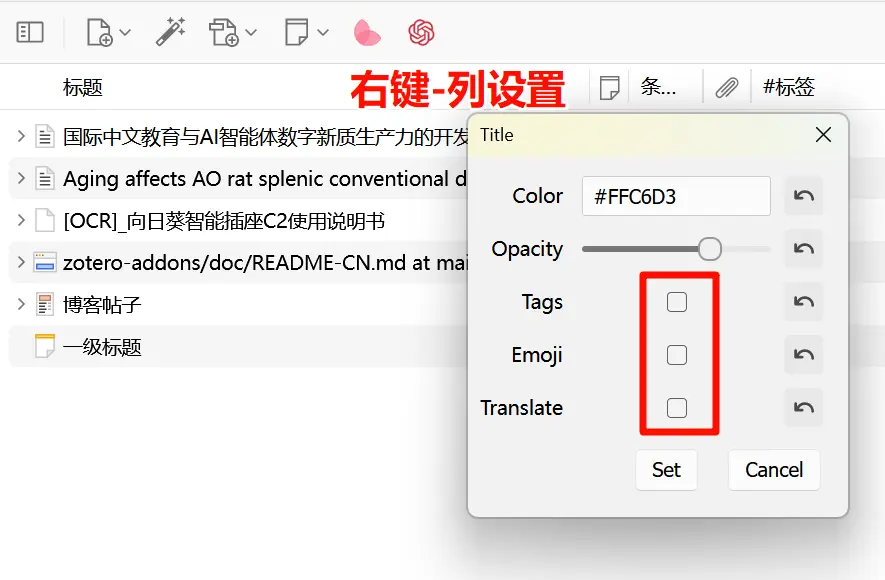 标题
右键-列设置
条...
#标签
国际中文教育与AI智能体数字新质生产力的开发
Title
Aging affects AO rat splenic conventional d
Color
#FFC6D3
[OCR]_向日葵智能插座C2使用说明书
Opacity
zotero-addons/doc/README-CN.md at mai
博客帖子
Tags
一级标题
Emoji
Translate
Set
Cancel